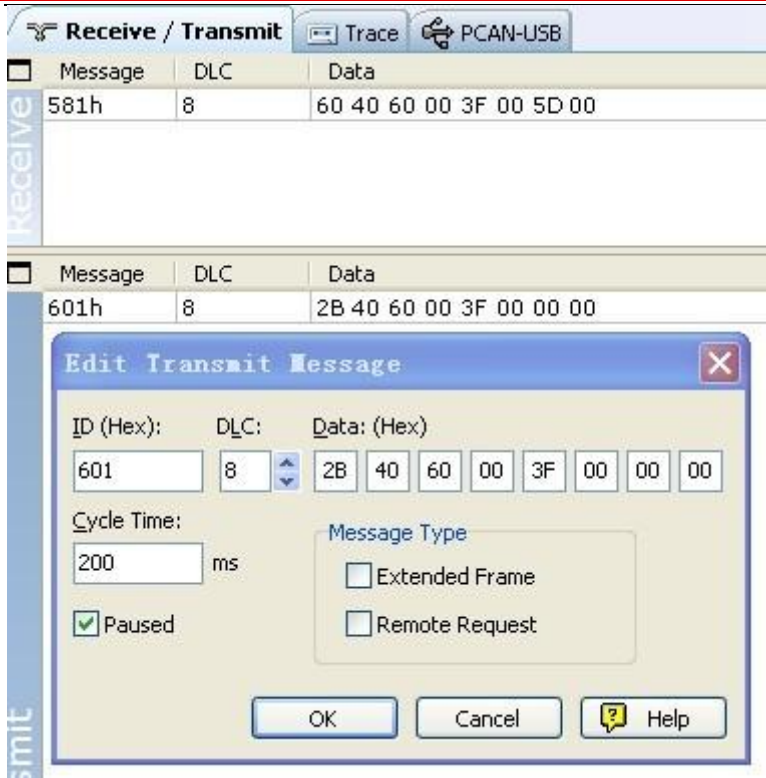 Receive / Transmit Trace PCAN-USB
Message DLC Data
581h 8 60 40 60 00 3F 00 5D 00
Receive
Message DLC Data
601h 8 2B 40 60 00 3F 00 00 00
Edit Transmit Message
ID (Hex): DLC: Data: (Hex)
601 8 2B 40 60 00 3F 00 00 00
Cycle Time: Message Type
200 ms Extended Frame
Paused Remote Request
OK Cancel Help
smit